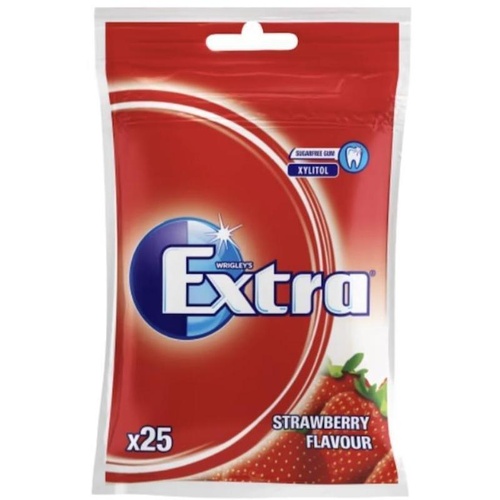 SUGARFREE GUM
XYLITOL
WRIGLEY'S
Extra®
x25
STRAWBERRY
FLAVOUR